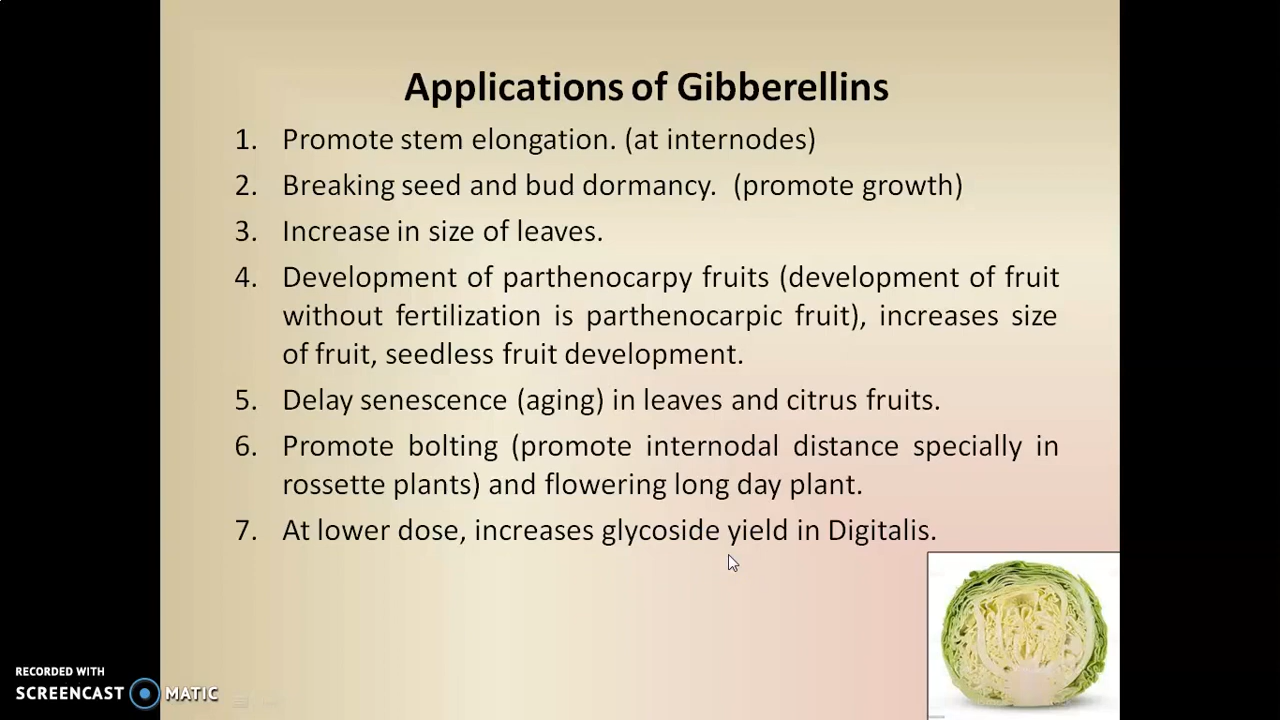 Applications of Gibberellins
1. Promote stem elongation. (at internodes)
2. Breaking seed and bud dormancy. (promote growth)
3. Increase in size of leaves.
4. Development of parthenocarpy fruits (development of fruit
without fertilization is parthenocarpic fruit), increases size
of fruit, seedless fruit development.
5. Delay senescence (aging) in leaves and citrus fruits.
6. Promote bolting (promote internodal distance specially in
rossette plants) and flowering long day plant.
7. At lower dose, increases glycoside yield in Digitalis.
RECORDED WITH
SCREENCAST MATIC